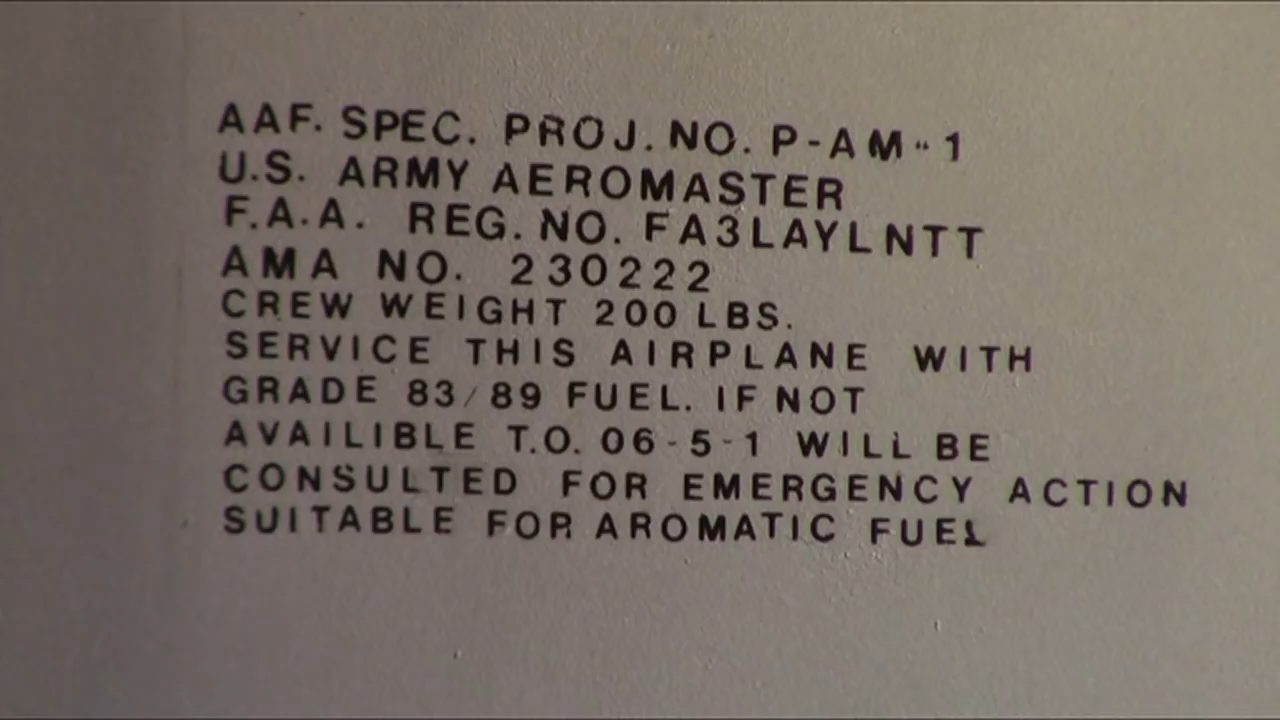 AAF. SPEC. PROJ. NO. P-AM-1
U.S. ARMY AEROMASTER
F.A.A. REG. NO. FA3LAYLNTT
AMA NO. 230222
CREW WEIGHT 200 LBS.
SERVICE THIS AIRPLANE WITH
GRADE 83/89 FUEL. IF NOT
AVAILIBLE T.O. 06-5-1 WILL BE
CONSULTED FOR EMERGENCY ACTION
SUITABLE FOR AROMATIC FUEL